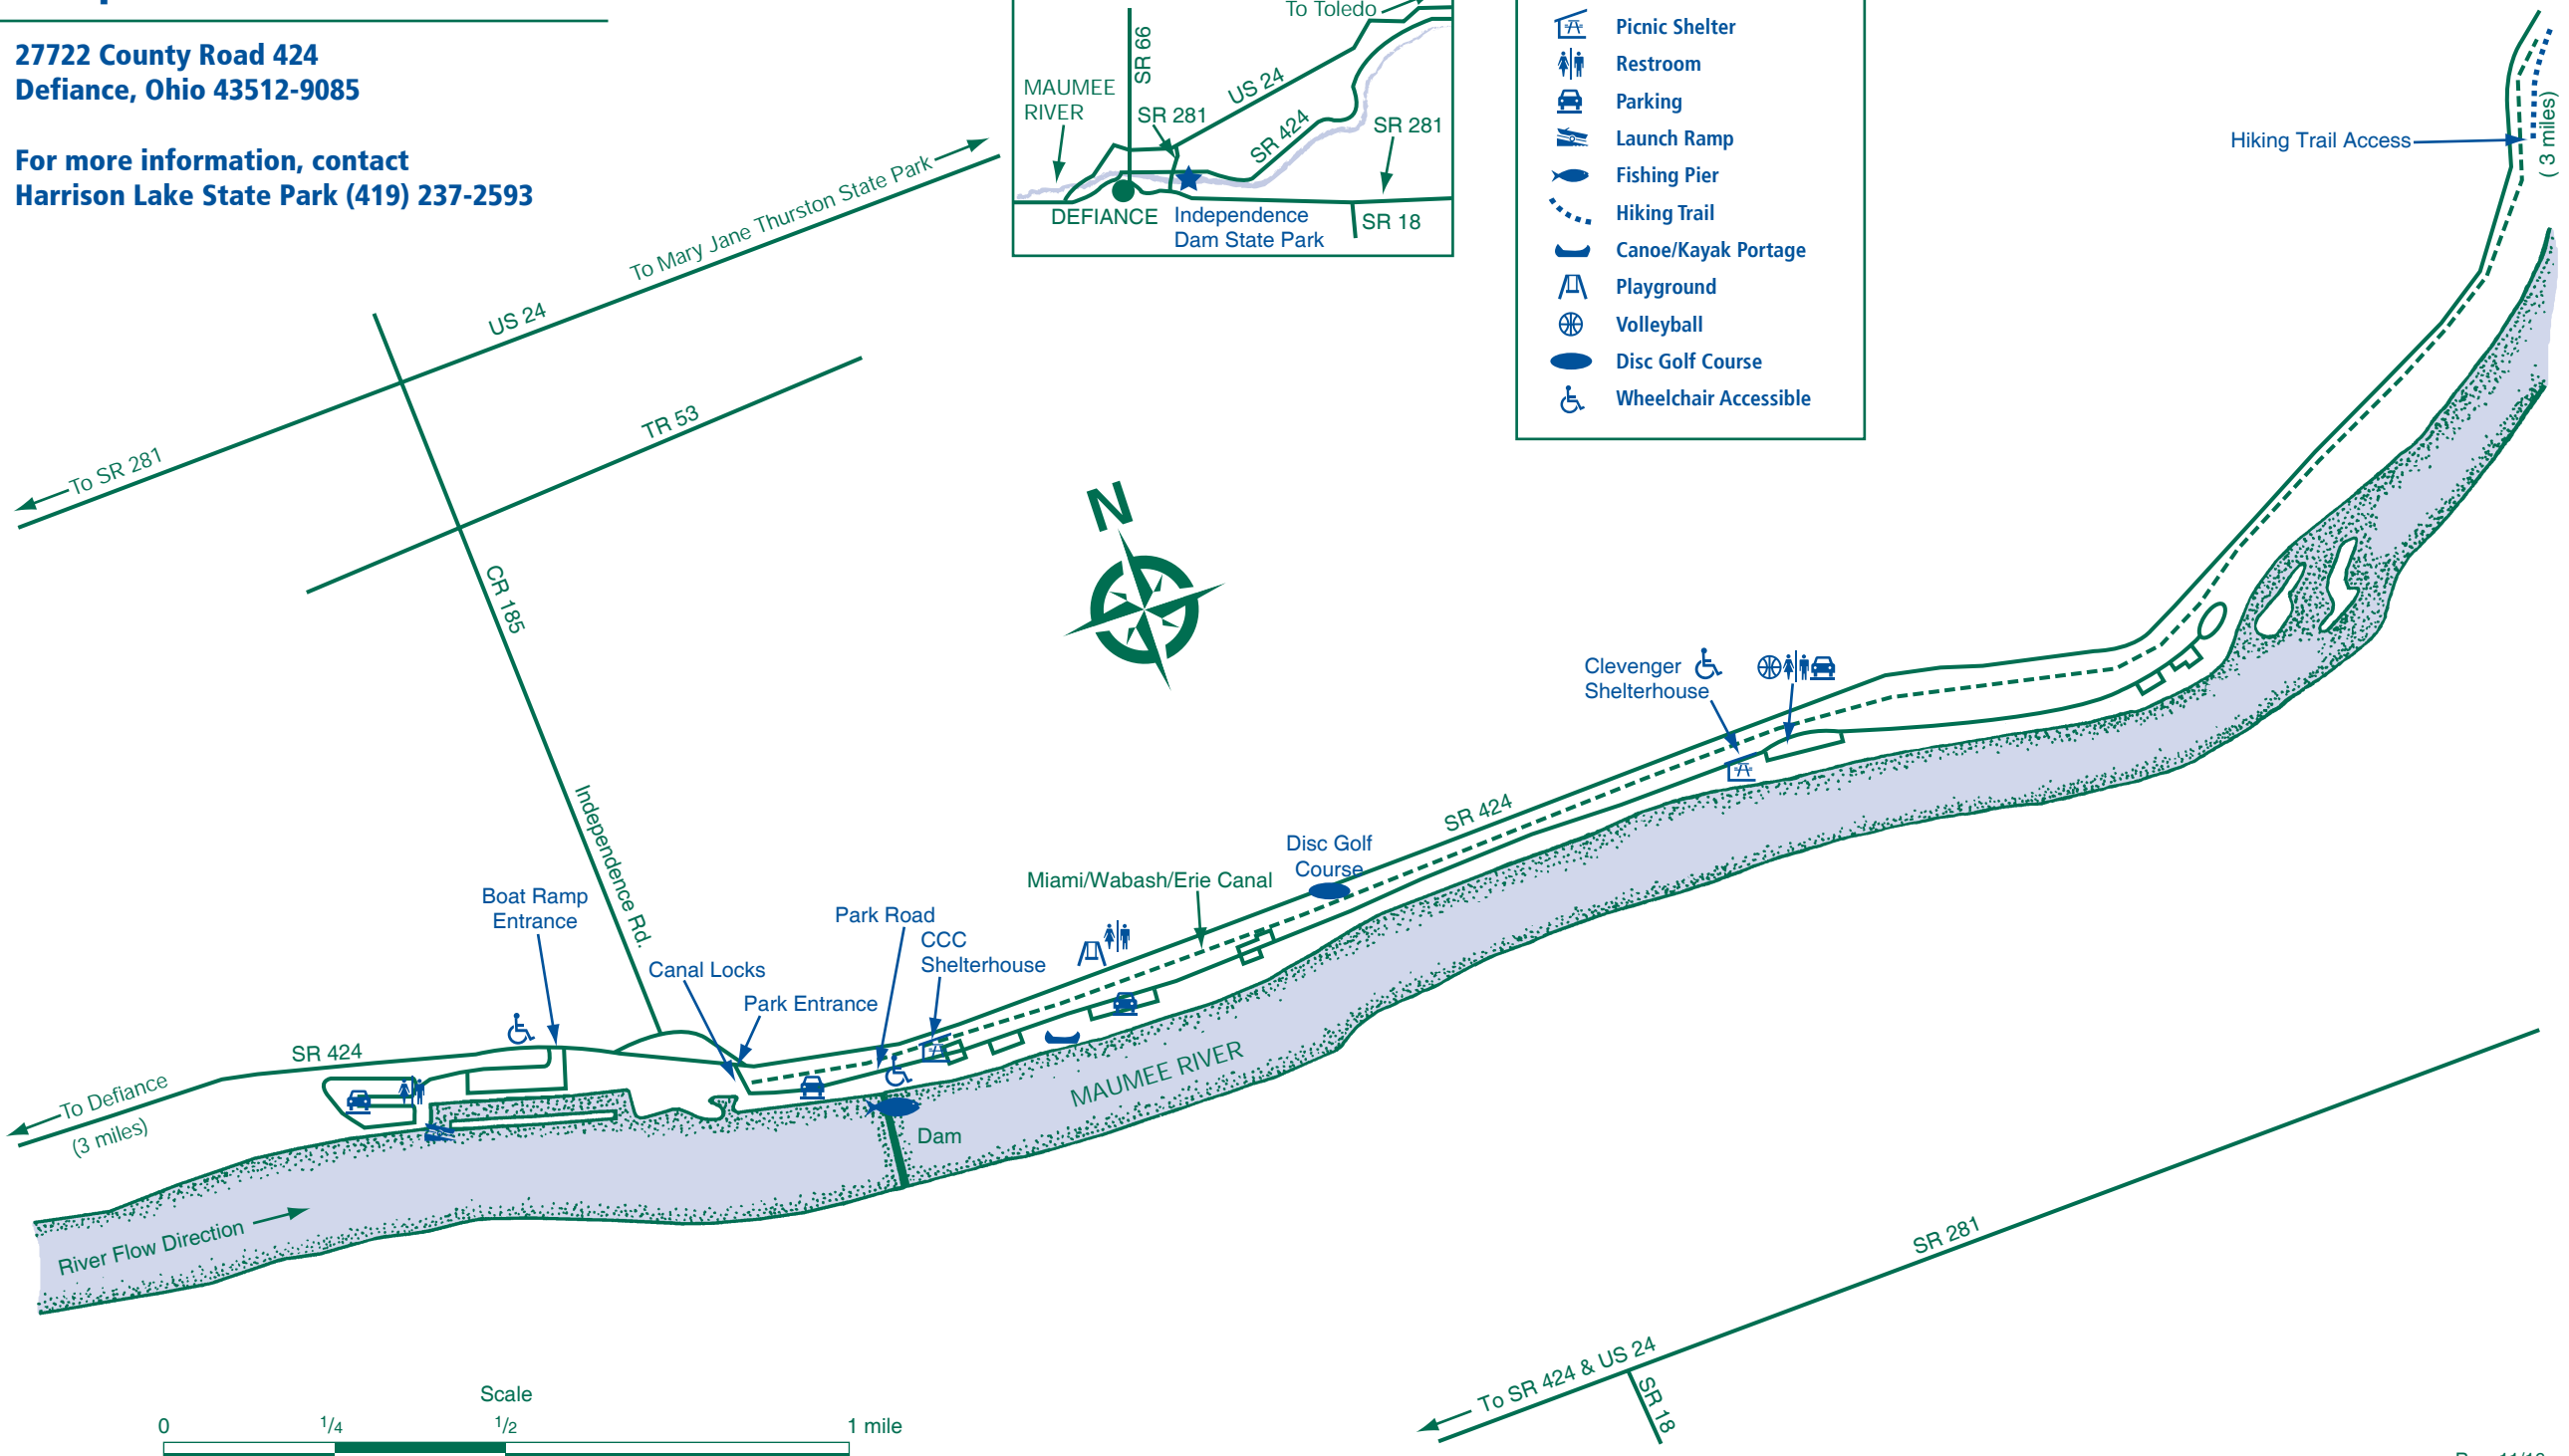 27722 County Road 424
Defiance, Ohio 43512-9085
For more information, contact
Harrison Lake State Park (419) 237-2593
To Toledo
SR 66
US 24
MAUMEE
RIVER
SR 281
SR 424
SR 281
DEFIANCE
Independence
Dam State Park
SR 18
Picnic Shelter
Restroom
Parking
Launch Ramp
Fishing Pier
Hiking Trail
Canoe/Kayak Portage
Playground
Volleyball
Disc Golf Course
Wheelchair Accessible
Hiking Trail Access
(3 miles)
To Mary Jane Thurston State Park
US 24
TR 53
To SR 281
CR 185
N
Independence Rd.
Clevenger
Shelterhouse
SR 424
Disc Golf
Course
Miami/Wabash/Erie Canal
Boat Ramp
Entrance
Park Road
CCC
Shelterhouse
Canal Locks
Park Entrance
SR 424
To Defiance
(3 miles)
MAUMEE RIVER
Dam
River Flow Direction
SR 281
To SR 424 & US 24
SR 18
Scale
0 1/4 1/2 1 mile